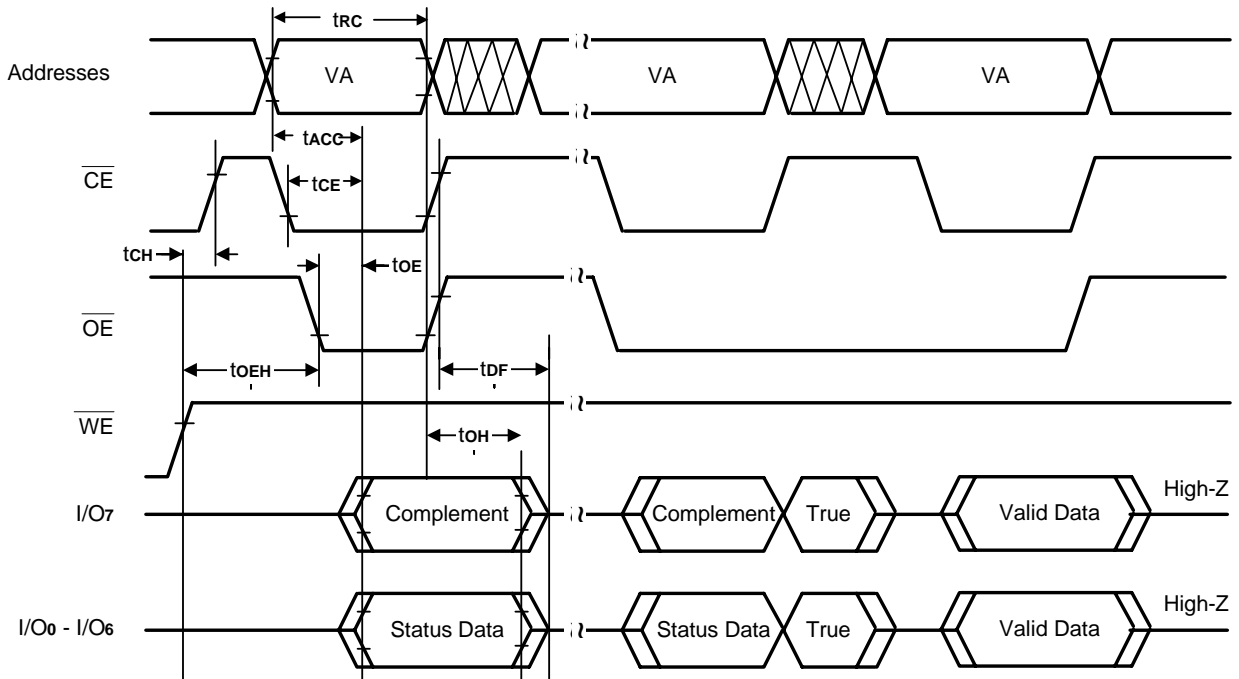 tRC
Addresses VA VA VA
tACC
CE
tCE
tCH
tOE
OE
tOEH tDF
WE
tOH
High-Z
I/O7 Complement Complement True Valid Data
High-Z
I/O0 - I/O6 Status Data Status Data True Valid Data